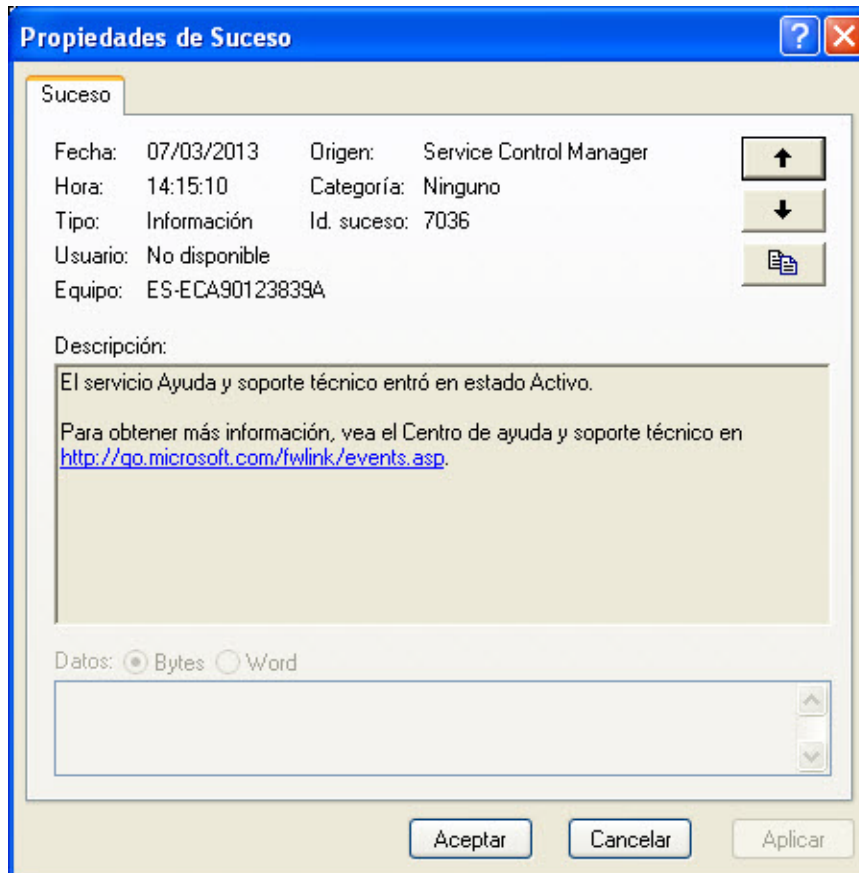 Propiedades de Suceso
Suceso
Fecha: 07/03/2013 Origen: Service Control Manager
Hora: 14:15:10 Categoría: Ninguno
Tipo: Información Id. suceso: 7036
Usuario: No disponible
Equipo: ES-ECA90123839A
Descripción:
El servicio Ayuda y soporte técnico entró en estado Activo.
Para obtener más información, vea el Centro de ayuda y soporte técnico en
http://go.microsoft.com/fwlink/events.asp.
Datos: Bytes Word
Aceptar Cancelar Aplicar